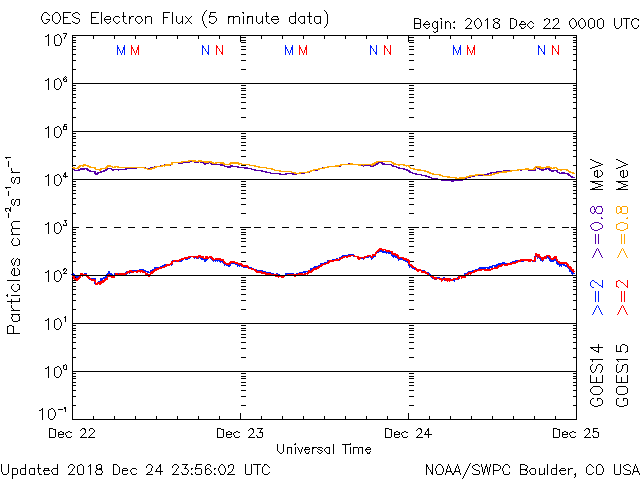 GOES Electron Flux (5 minute data)
Begin: 2018 Dec 22 0000 UTC
M M N N M M N N M M N N
10⁷
10⁶
10⁵
10⁴
10³
10²
10¹
10⁰
10⁻¹
Particles cm⁻²s⁻¹sr⁻¹
Dec 22 Dec 23 Dec 24 Dec 25
Universal Time
GOES14 >=2 >=0.8 MeV
GOES15 >=2 >=0.8 MeV
Updated 2018 Dec 24 23:56:02 UTC
NOAA/SWPC Boulder, CO USA